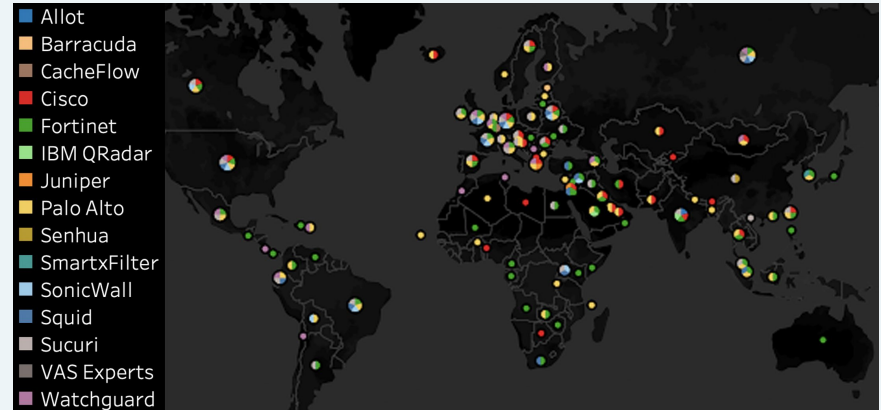 Allot
Barracuda
CacheFlow
Cisco
Fortinet
IBM QRadar
Juniper
Palo Alto
Senhua
SmartxFilter
SonicWall
Squid
Sucuri
VAS Experts
Watchguard